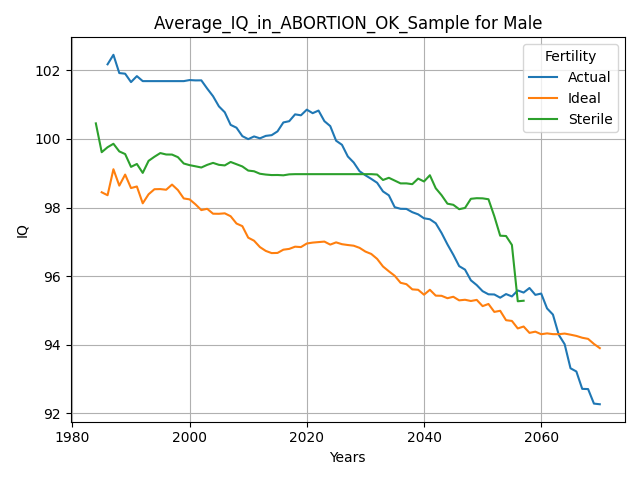 Average_IQ_in_ABORTION_OK_Sample for Male
Fertility
Actual
Ideal
Sterile
IQ
102
100
98
96
94
92
1980
2000
2020
2040
2060
Years